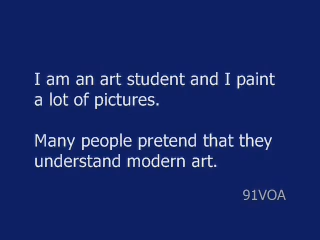 I am an art student and I paint
a lot of pictures.
Many people pretend that they
understand modern art.
91VOA